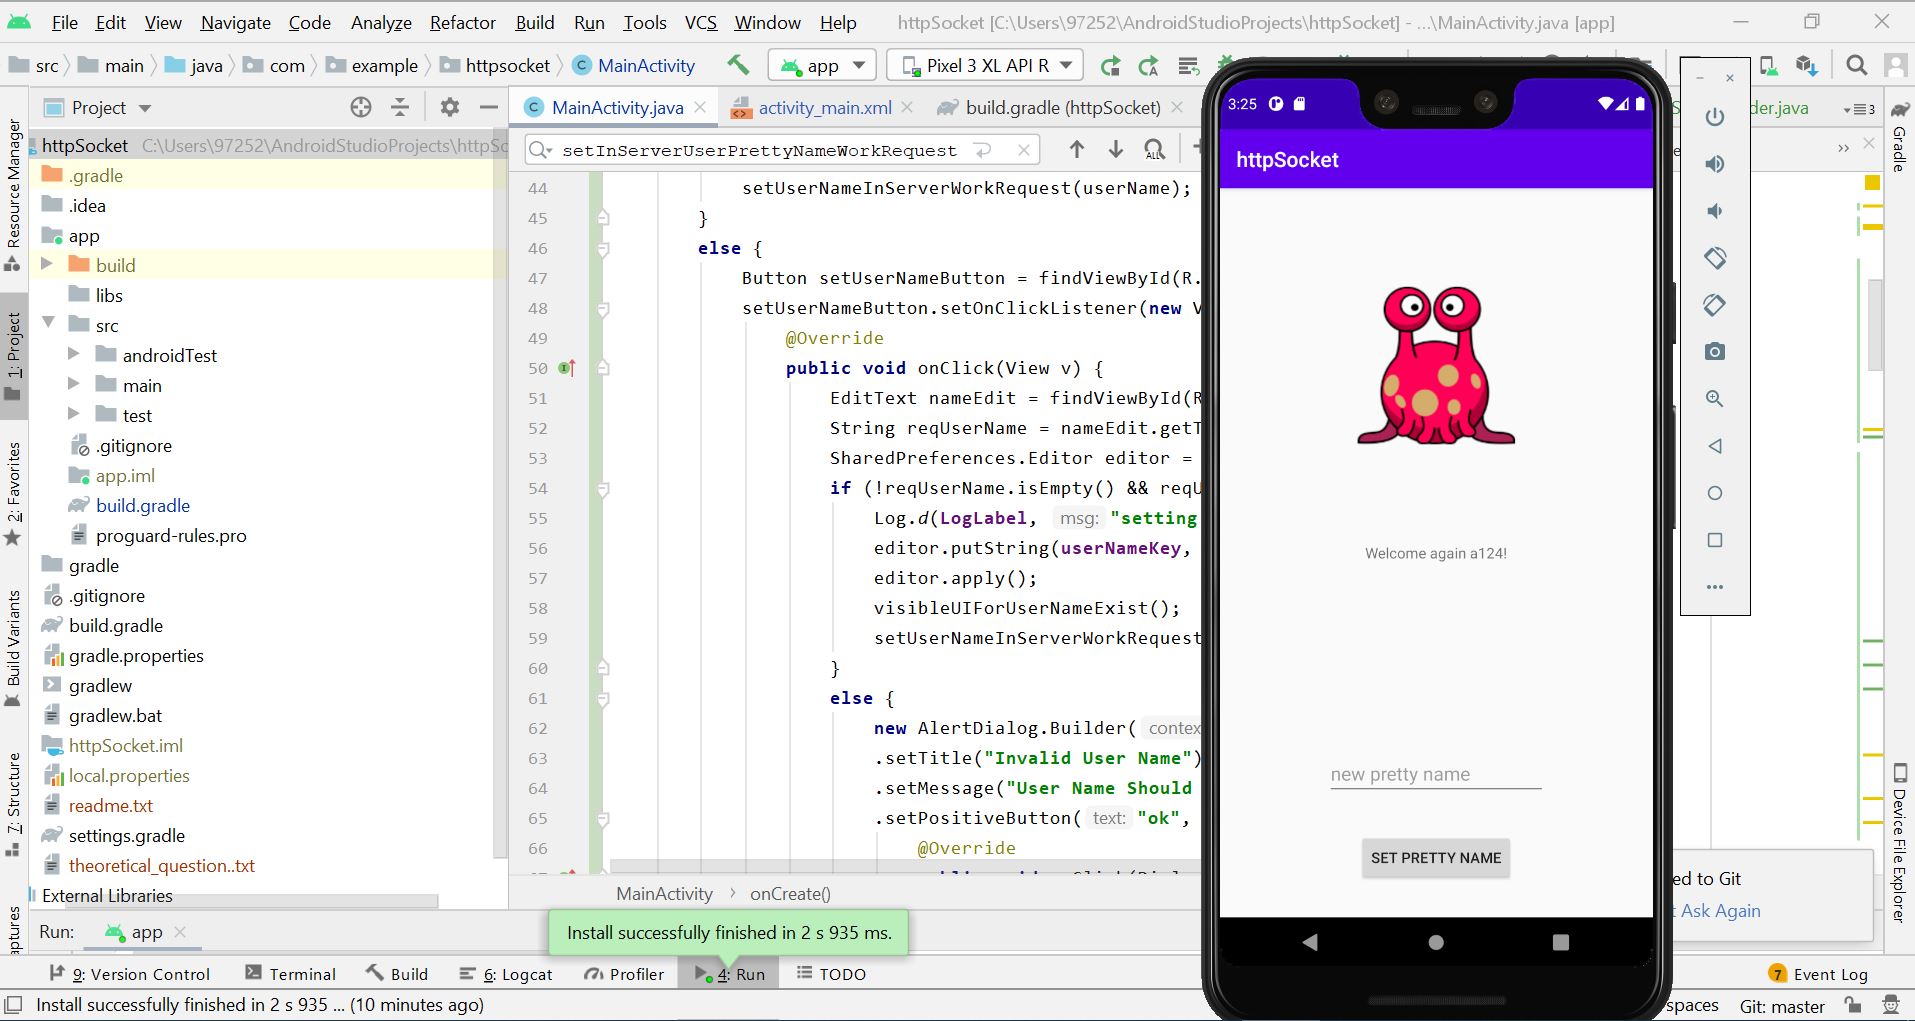 File Edit View Navigate Code Analyze Refactor Build Run Tools VCS Window Help httpSocket [C:\Users\97252\AndroidStudioProjects\httpSocket] - ...\MainActivity.java [app]
src main java com example httpsocket MainActivity app Pixel 3 XL API R
Project
MainActivity.java activity_main.xml build.gradle (httpSocket) der.java 3
setInServerUserPrettyNameWorkRequest
Resource Manager
1: Project
2: Favorites
Build Variants
7: Structure
aptures
httpSocket C:\Users\97252\AndroidStudioProjects\httpSc
.gradle
.idea
app
build
libs
src
androidTest
main
test
.gitignore
app.iml
build.gradle
proguard-rules.pro
gradle
.gitignore
build.gradle
gradle.properties
gradlew
gradlew.bat
httpSocket.iml
local.properties
readme.txt
settings.gradle
theoretical_question..txt
External Libraries
44 setUserNameInServerWorkRequest(userName);
45 }
46 else {
47 Button setUserNameButton = findViewById(R.
48 setUserNameButton.setOnClickListener(new V
49 @Override
50 public void onClick(View v) {
51 EditText nameEdit = findViewById(R
52 String reqUserName = nameEdit.getT
53 SharedPreferences.Editor editor =
54 if (!reqUserName.isEmpty() && reqU
55 Log.d(LogLabel, msg: "setting
56 editor.putString(userNameKey,
57 editor.apply();
58 visibleUIForUserNameExist();
59 setUserNameInServerWorkRequest
60 }
61 else {
62 new AlertDialog.Builder( contex
63 .setTitle("Invalid User Name")
64 .setMessage("User Name Should
65 .setPositiveButton( text: "ok",
66 @Override
MainActivity onCreate()
3:25
httpSocket
Welcome again a124!
new pretty name
SET PRETTY NAME
Gradle
Device File Explorer
ed to Git
t Ask Again
Run: app
Install successfully finished in 2 s 935 ms.
9: Version Control Terminal Build 6: Logcat Profiler 4: Run TODO 7 Event Log
Install successfully finished in 2 s 935 ... (10 minutes ago) spaces Git: master